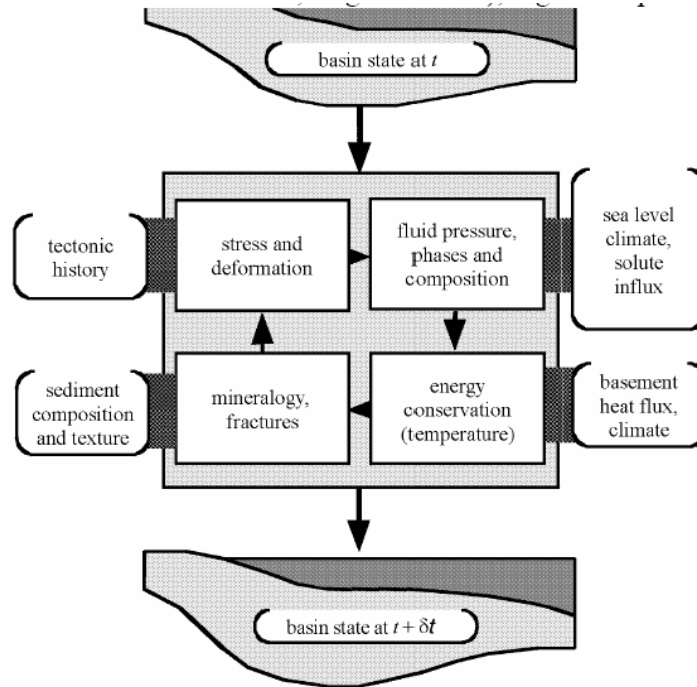 basin state at t
tectonic
history
stress and
deformation
fluid pressure,
phases and
composition
sea level
climate,
solute
influx
sediment
composition
and texture
mineralogy,
fractures
energy
conservation
(temperature)
basement
heat flux,
climate
basin state at t + δt